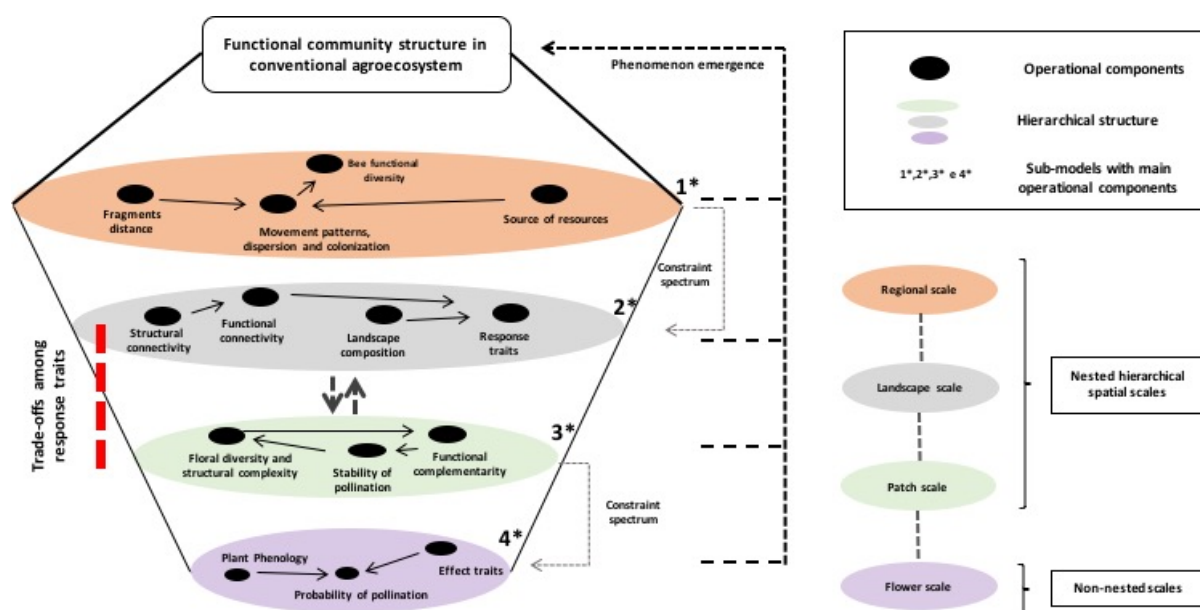 Functional community structure in
conventional agroecosystem
Phenomenon emergence
Bee functional
diversity
1*
Fragments
distance
Movement patterns,
dispersion and colonization
Source of resources
Constraint
spectrum
2*
Structural
connectivity
Functional
connectivity
Landscape
composition
Response
traits
Trade-offs among
response traits
3*
Floral diversity and
structural complexity
Stability of
pollination
Functional
complementarity
Constraint
spectrum
4*
Plant Phenology
Effect traits
Probability of pollination
Operational components
Hierarchical structure
1*,2*,3* e 4*
Sub-models with main
operational components
Regional scale
Landscape scale
Nested hierarchical
spatial scales
Patch scale
Flower scale
Non-nested scales